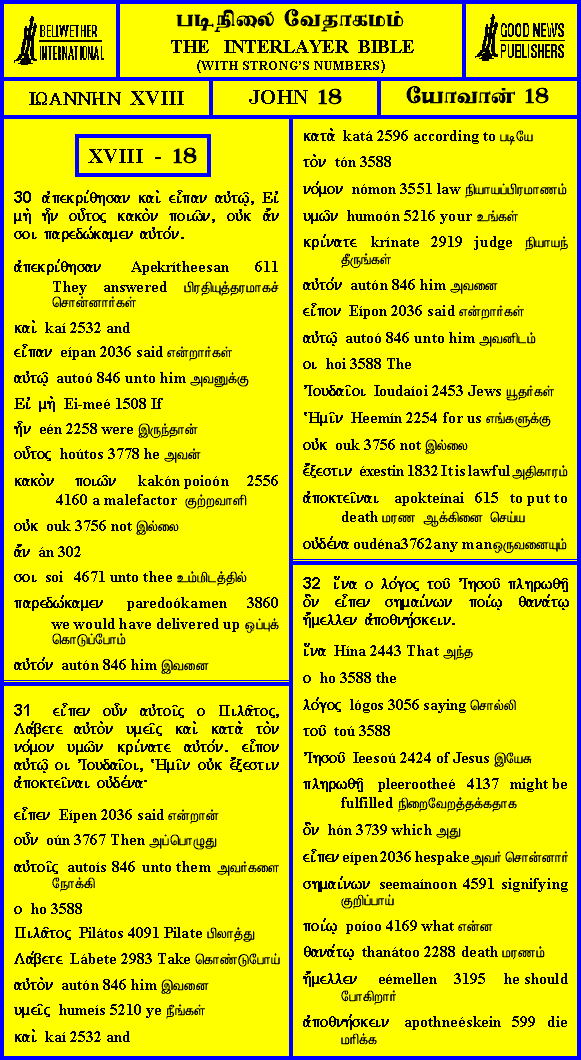 BELLWETHER
INTERNATIONAL
படிநிலை வேதாகமம்
THE INTERLAYER BIBLE
(WITH STRONG'S NUMBERS)
GOOD NEWS
PUBLISHERS
ΙΩΑΝΝΗΝ XVIII
JOHN 18
யோவான் 18
XVIII - 18
30 ἀπεκρίθησαν καὶ εἶπαν αὐτῷ, Εἰ
μὴ ἦν οὗτος κακὸν ποιῶν, οὐκ ἄν
σοι παρεδώκαμεν αὐτόν.
ἀπεκρίθησαν Apekrítheesan 611
They answered பிரதியுத்தரமாகச்
சொன்னார்கள்
καὶ kaí 2532 and
εἶπαν eípan 2036 said என்றார்கள்
αὐτῷ autoó 846 unto him அவனுக்கு
Εἰ μὴ Ei-meé 1508 If
ἦν eén 2258 were இருந்தான்
οὗτος hoútos 3778 he அவன்
κακὸν ποιῶν kakón poioón 2556
4160 a malefactor குற்றவாளி
οὐκ ouk 3756 not இல்லை
ἄν án 302
σοι soi 4671 unto thee உம்மிடத்தில்
παρεδώκαμεν paredoókamen 3860
we would have delivered up ஒப்புக்
கொடுப்போம்
αὐτόν autón 846 him இவனை
31 εἶπεν οὖν αὐτοῖς ο Πιλᾶτος,
Λάβετε αὐτὸν υμεῖς καὶ κατὰ τὸν
νόμον υμῶν κρίνατε αὐτόν. εἶπον
αὐτῷ οι Ἰουδαῖοι, Ἡμῖν οὐκ ἔξεστιν
ἀποκτεῖναι οὐδένα·
εἶπεν Eípen 2036 said என்றான்
οὖν oún 3767 Then அப்பொழுது
αὐτοῖς autoís 846 unto them அவர்களை
நோக்கி
ο ho 3588
Πιλᾶτος Pilátos 4091 Pilate பிலாத்து
Λάβετε Lábete 2983 Take கொண்டுபோய்
αὐτὸν autón 846 him இவனை
υμεῖς humeís 5210 ye நீங்கள்
καὶ kaí 2532 and
κατὰ katá 2596 according to படியே
τὸν tón 3588
νόμον nómon 3551 law நியாயப்பிரமாணம்
υμῶν humoón 5216 your உங்கள்
κρίνατε krínate 2919 judge நியாயந்
தீருங்கள்
αὐτόν autón 846 him அவனை
εἶπον Eípon 2036 said என்றார்கள்
αὐτῷ autoó 846 unto him அவனிடம்
οι hoi 3588 The
Ἰουδαῖοι Ioudaíoi 2453 Jews யூதர்கள்
Ἡμῖν Heemín 2254 for us எங்களுக்கு
οὐκ ouk 3756 not இல்லை
ἔξεστιν éxestin 1832 It is lawful அதிகாரம்
ἀποκτεῖναι apokteínai 615 to put to
death மரண ஆக்கினை செய்ய
οὐδένα oudéna3762any manஒருவனையும்
32 ἵνα ο λόγος τοῦ Ἰησοῦ πληρωθῇ
ὃν εἶπεν σημαίνων ποίῳ θανάτῳ
ἤμελλεν ἀποθνῄσκειν.
ἵνα Hína 2443 That அந்த
ο ho 3588 the
λόγος lógos 3056 saying சொல்லி
τοῦ toú 3588
Ἰησοῦ Ieesoú 2424 of Jesus இயேசு
πληρωθῇ pleerootheé 4137 might be
fulfilled நிறைவேறத்தக்கதாக
ὃν hón 3739 which அது
εἶπεν eípen 2036 hespake அவர் சொன்னார்
σημαίνων seemaínoon 4591 signifying
குறிப்பாய்
ποίῳ poíoo 4169 what என்ன
θανάτῳ thanátoo 2288 death மரணம்
ἤμελλεν eémellen 3195 he should
போகிறார்
ἀποθνῄσκειν apothneéskein 599 die
மரிக்க